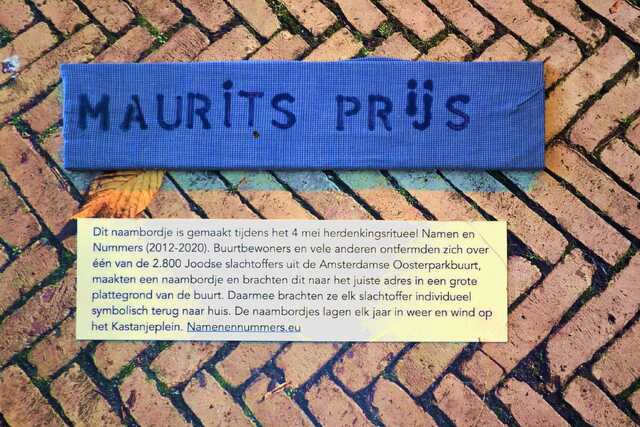 MAURITS PRIJS
Dit naambordje is gemaakt tijdens het 4 mei herdenkingsritueel Namen en
Nummers (2012-2020). Buurtbewoners en vele anderen ontfermden zich over
één van de 2.800 Joodse slachtoffers uit de Amsterdamse Oosterparkbuurt,
maakten een naambordje en brachten dit naar het juiste adres in een grote
plattegrond van de buurt. Daarmee brachten ze elk slachtoffer individueel
symbolisch terug naar huis. De naambordjes lagen elk jaar in weer en wind op
het Kastanjeplein. Namenennummers.eu